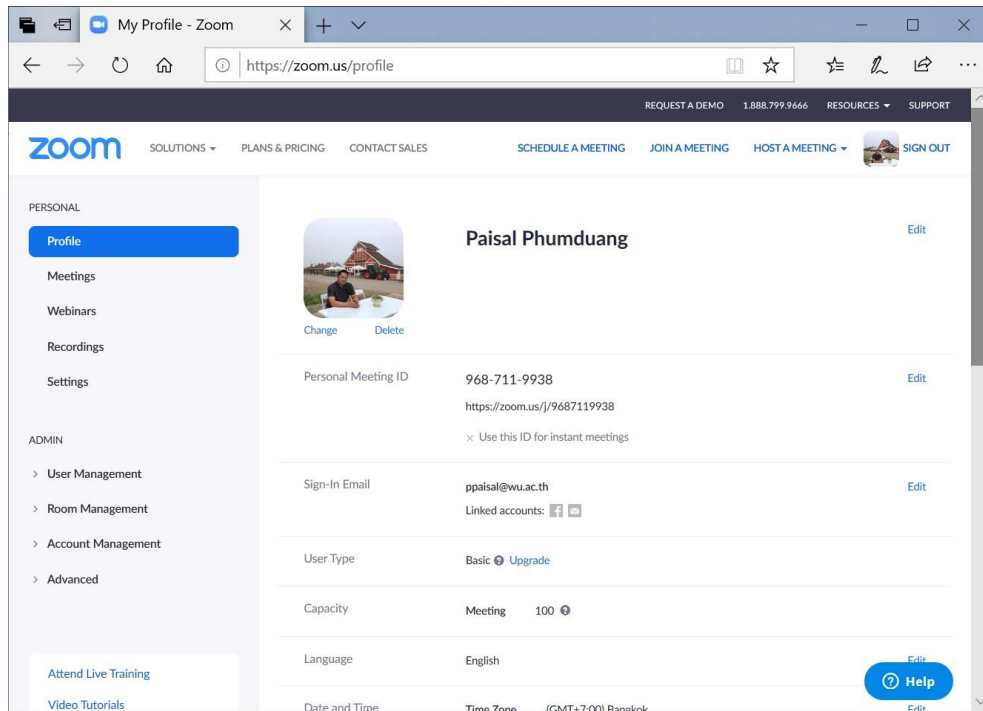 My Profile - Zoom
https://zoom.us/profile
REQUEST A DEMO 1.888.799.9666 RESOURCES SUPPORT
zoom SOLUTIONS PLANS & PRICING CONTACT SALES SCHEDULE A MEETING JOIN A MEETING HOST A MEETING SIGN OUT
PERSONAL
Profile
Meetings
Webinars
Recordings
Settings
ADMIN
User Management
Room Management
Account Management
Advanced
Attend Live Training
Video Tutorials
Paisal Phumduang Edit
Change Delete
Personal Meeting ID 968-711-9938 Edit
https://zoom.us/j/9687119938
× Use this ID for instant meetings
Sign-In Email ppaisal@wu.ac.th Edit
Linked accounts:
User Type Basic Upgrade
Capacity Meeting 100
Language English Edit
Help
Date and Time Time Zone (GMT+7:00) Bangkok Edit